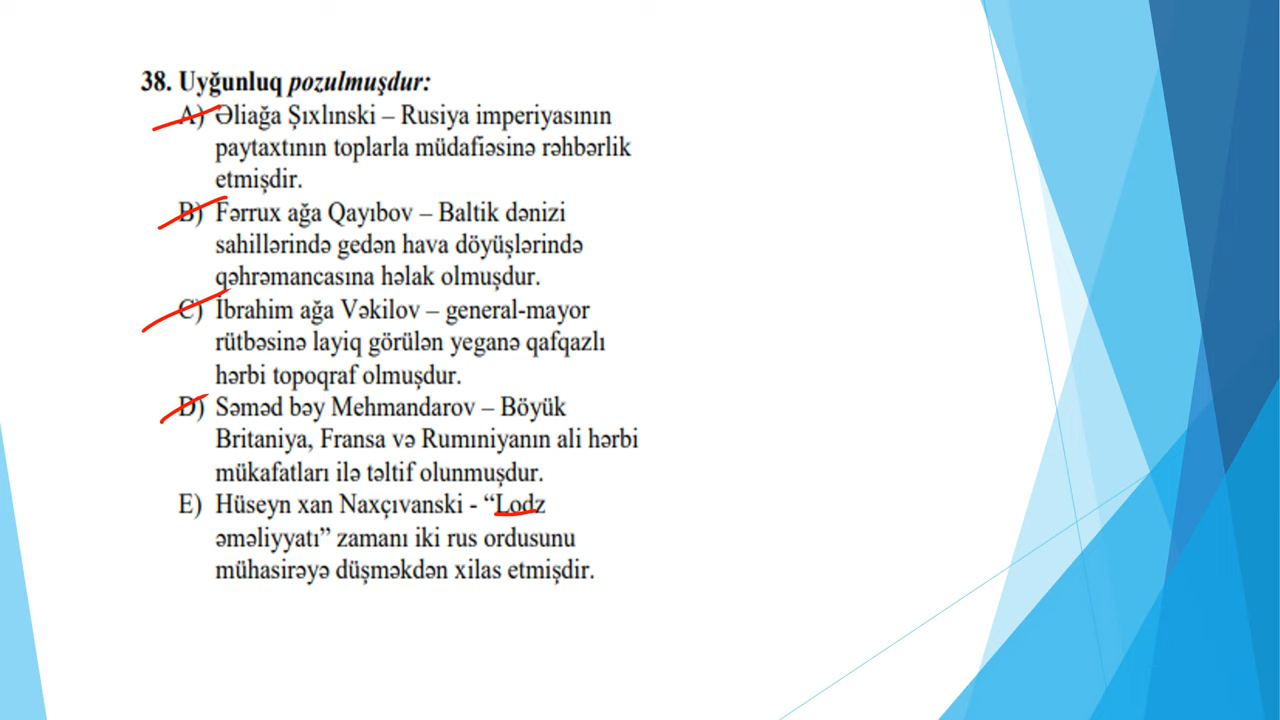 38. Uyğunluq pozulmuşdur:
A) Əliağa Şıxlınski – Rusiya imperiyasının
paytaxtının toplarla müdafiəsinə rəhbərlik
etmişdir.
B) Fərrux ağa Qayıbov – Baltik dənizi
sahillərində gedən hava döyüşlərində
qəhrəmancasına həlak olmuşdur.
C) İbrahim ağa Vəkilov – general-mayor
rütbəsinə layiq görülən yeganə qafqazlı
hərbi topoqraf olmuşdur.
D) Səməd bəy Mehmandarov – Böyük
Britaniya, Fransa və Rumıniyanın ali hərbi
mükafatları ilə təltif olunmuşdur.
E) Hüseyn xan Naxçıvanski - “Lodz
əməliyyatı” zamanı iki rus ordusunu
mühasirəyə düşməkdən xilas etmişdir.